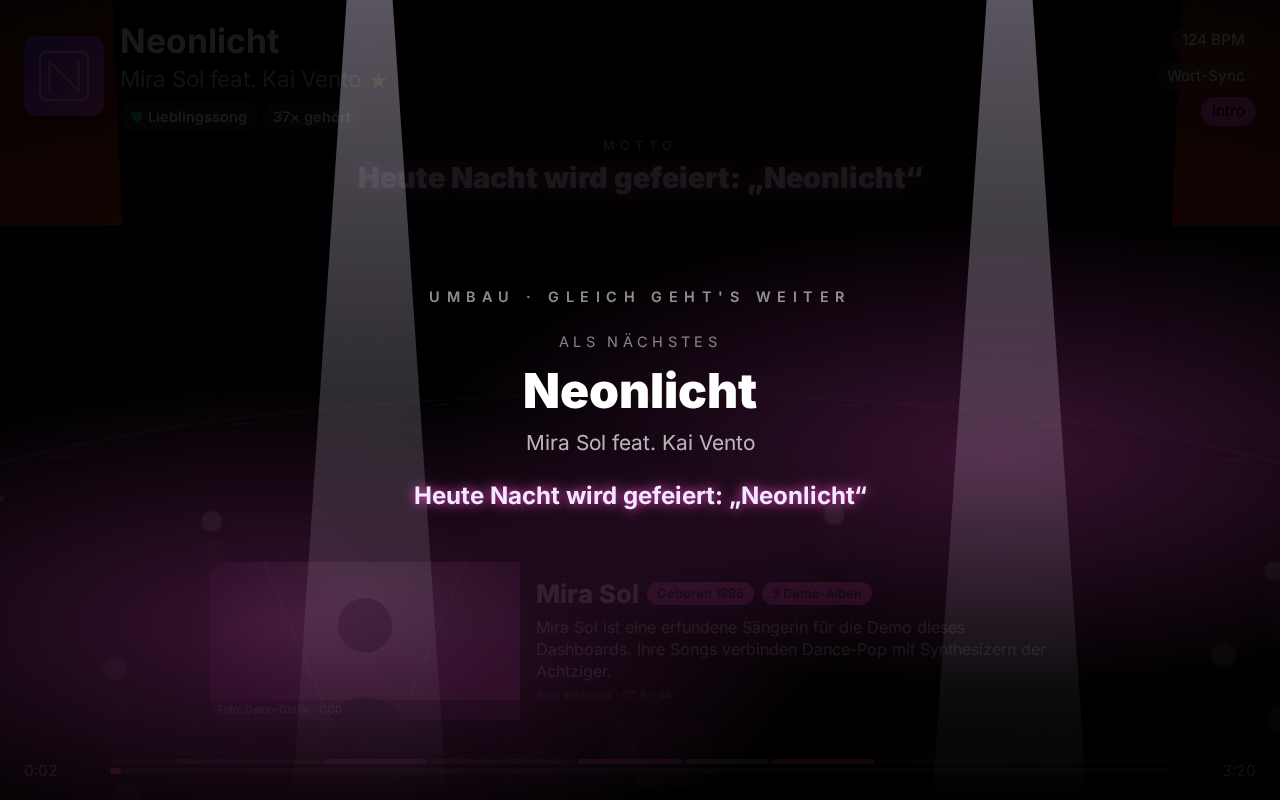 Neonlicht
Mira Sol feat. Kai Vento ★
Lieblingssong
37× gehört
124 BPM
Wort-Sync
Intro
MOTTO
Heute Nacht wird gefeiert: „Neonlicht“
UMBAU · GLEICH GEHT'S WEITER
ALS NÄCHSTES
Neonlicht
Mira Sol feat. Kai Vento
Heute Nacht wird gefeiert: „Neonlicht“
Mira Sol
Geboren 1996
3 Demo-Alben
Mira Sol ist eine erfundene Sängerin für die Demo dieses
Dashboards. Ihre Songs verbinden Dance-Pop mit Synthesizern der
Achtziger.
Text: Wikipedia · CC BY-SA
Foto: Demo-Grafik · CC0
0:02
3:20